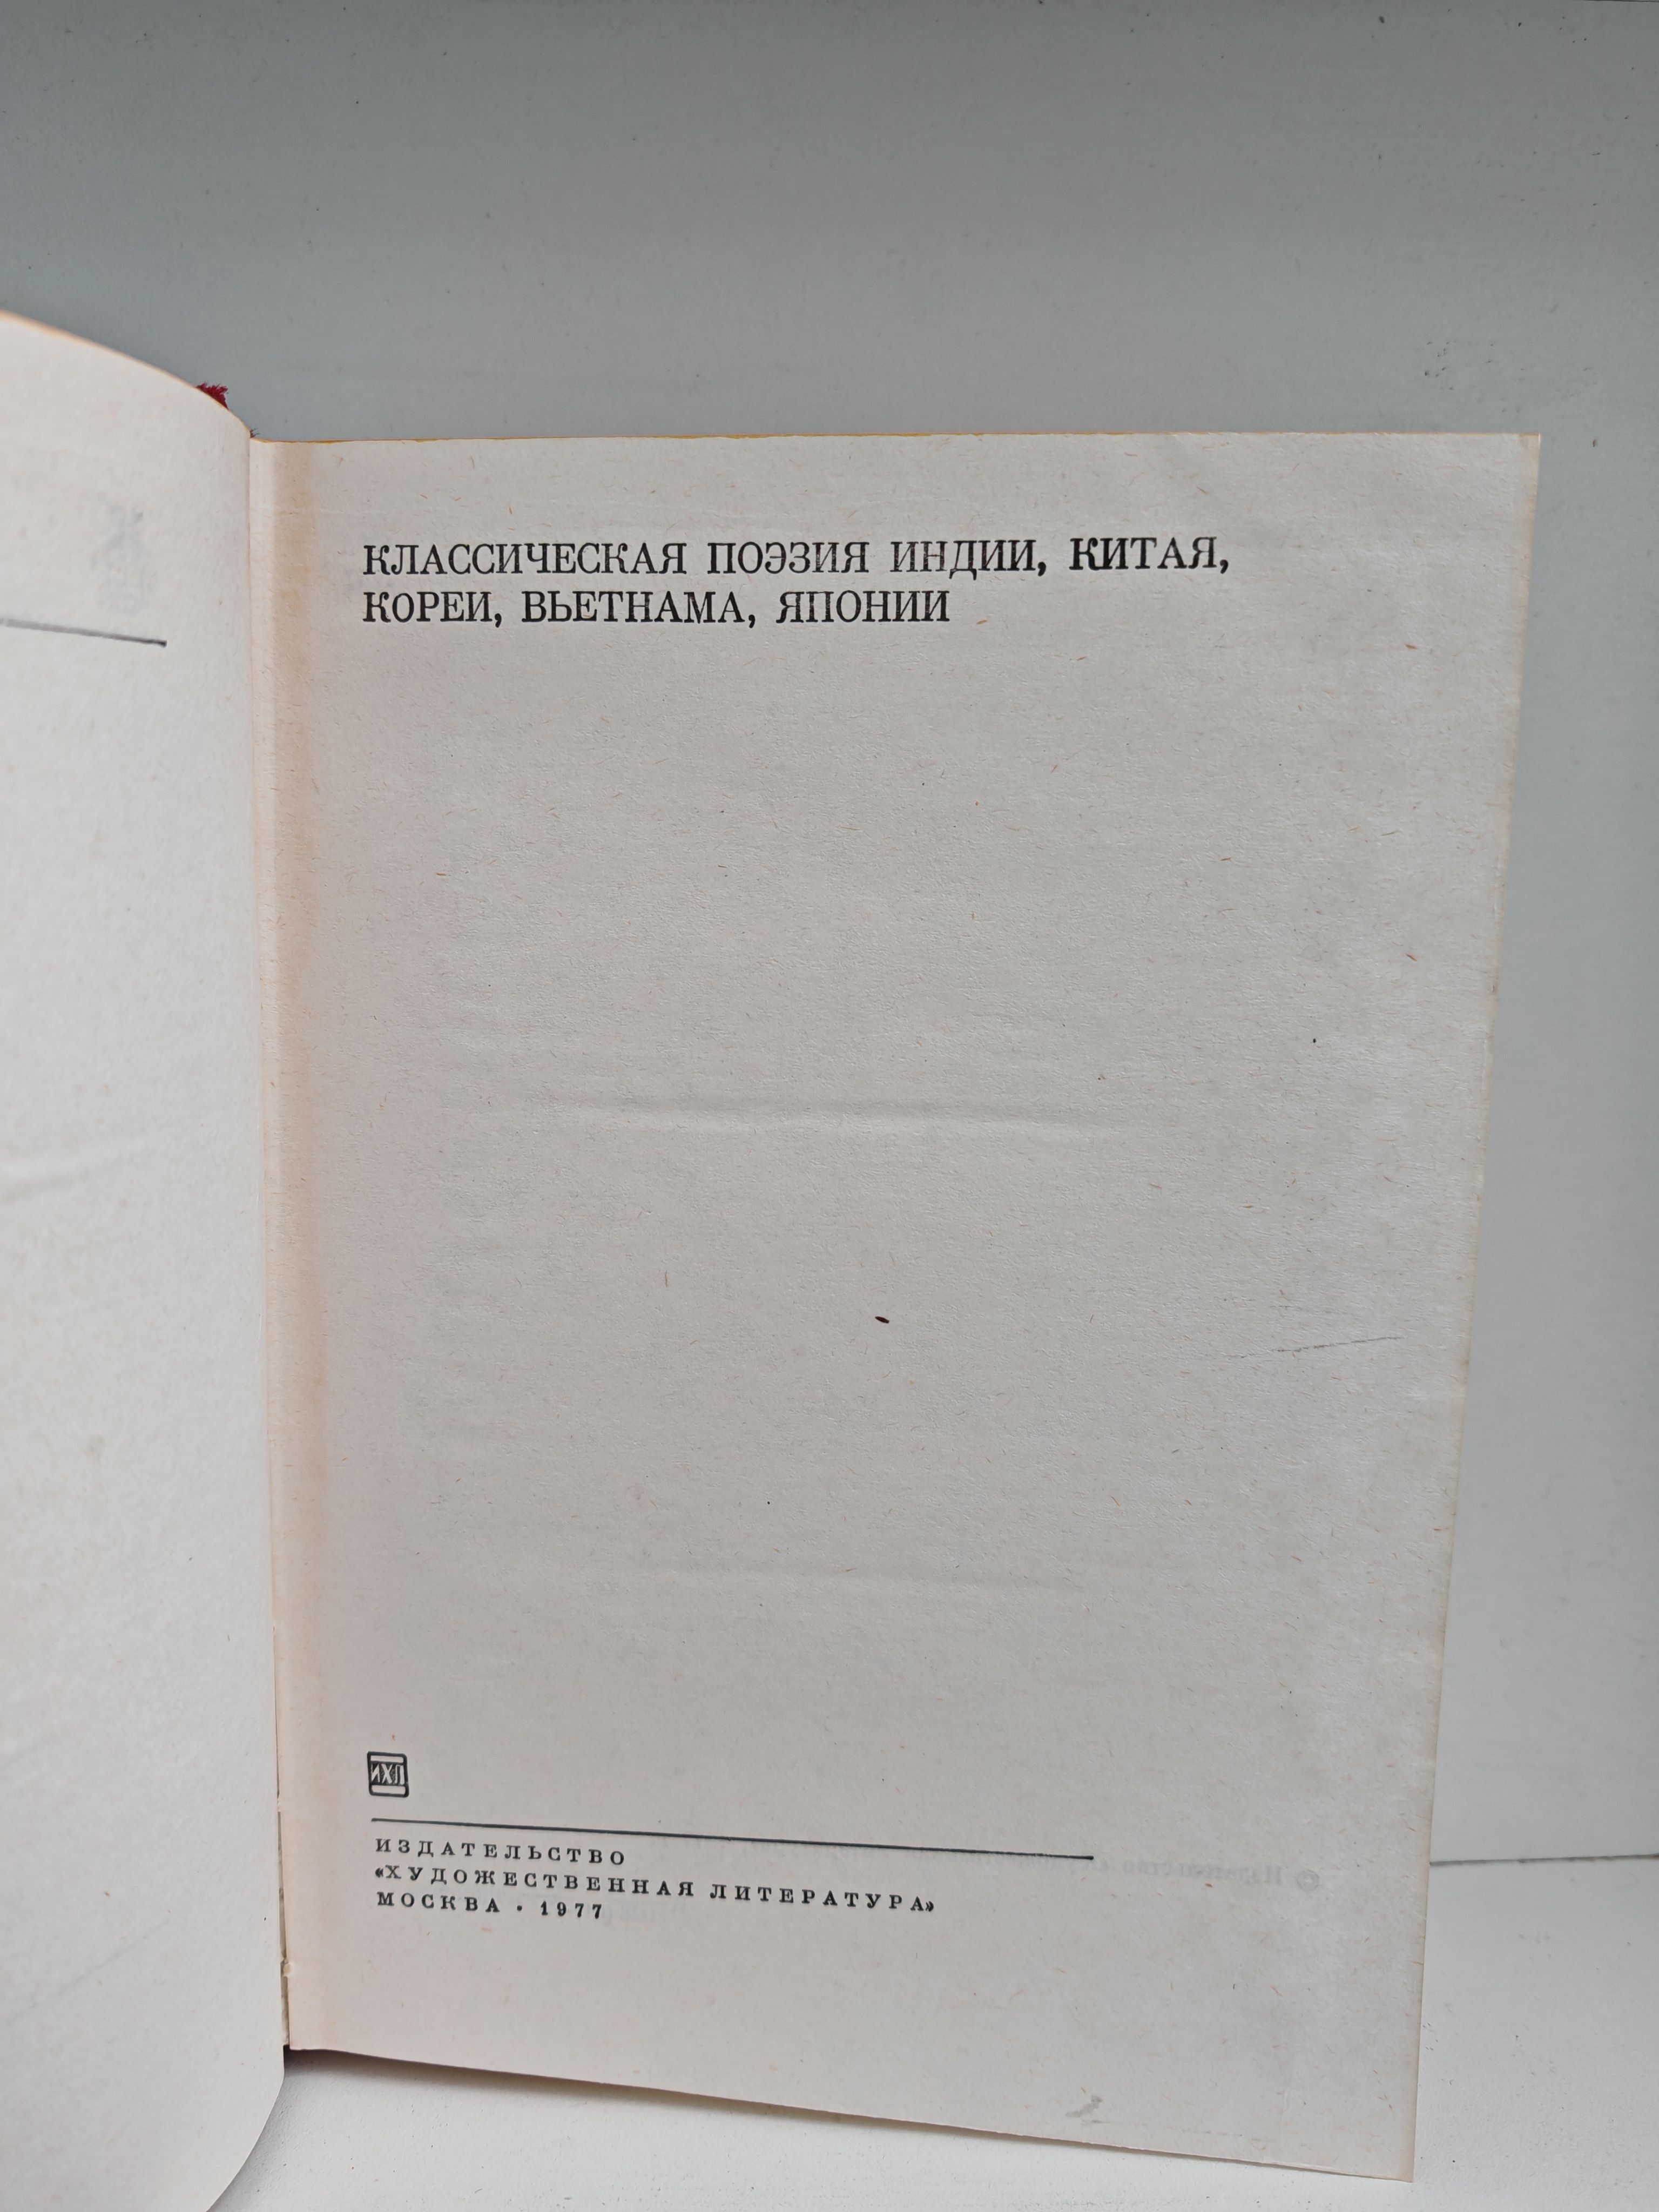 КЛАССИЧЕСКАЯ ПОЭЗИЯ ИНДИИ, КИТАЯ,
КОРЕИ, ВЬЕТНАМА, ЯПОНИИ
ИХЛ
ИЗДАТЕЛЬСТВО
«ХУДОЖЕСТВЕННАЯ ЛИТЕРАТУРА»
МОСКВА · 1977